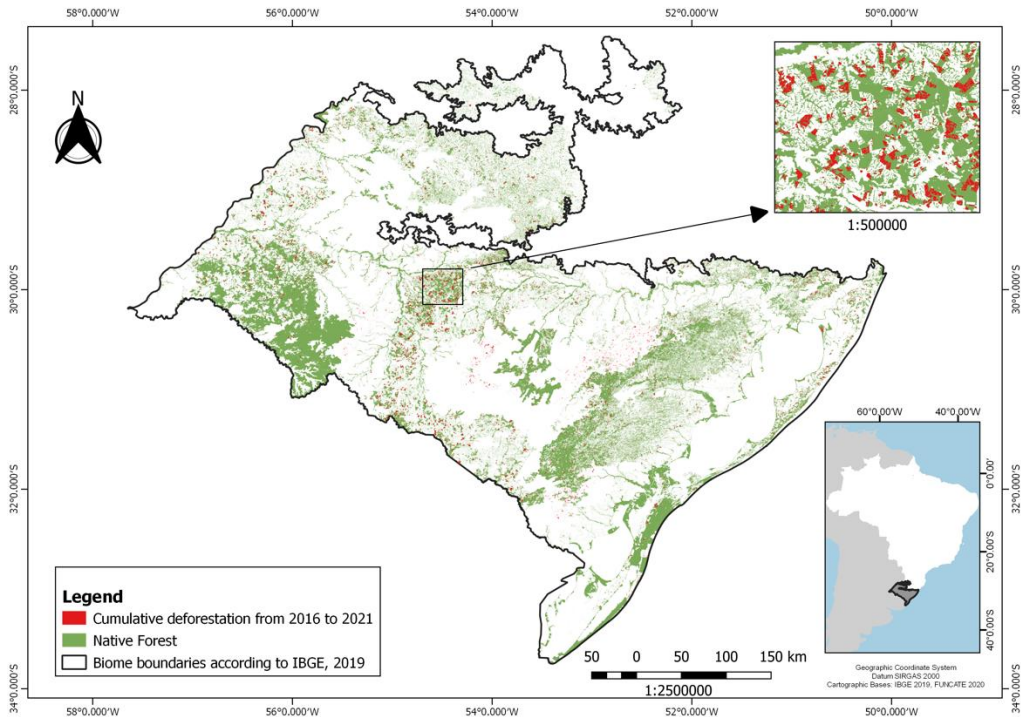 58°0.000'W 56°0.000'W 54°0.000'W 52°0.000'W 50°0.000'W
28°0.000'S
30°0.000'S
32°0.000'S
34°0.000'S
N
1:500000
28°0.000'S
30°0.000'S
32°0.000'S
34°0.000'S
60°0.00'W 40°0.00'W
0°0.00'
20°0.00'S
40°0.00'S
Legend
Cumulative deforestation from 2016 to 2021
Native Forest
Biome boundaries according to IBGE, 2019
50 0 50 100 150 km
1:2500000
Geographic Coordinate System
Datum SIRGAS 2000
Cartographic Bases: IBGE 2019, FUNCATE 2020
58°0.000'W 56°0.000'W 54°0.000'W 52°0.000'W 50°0.000'W